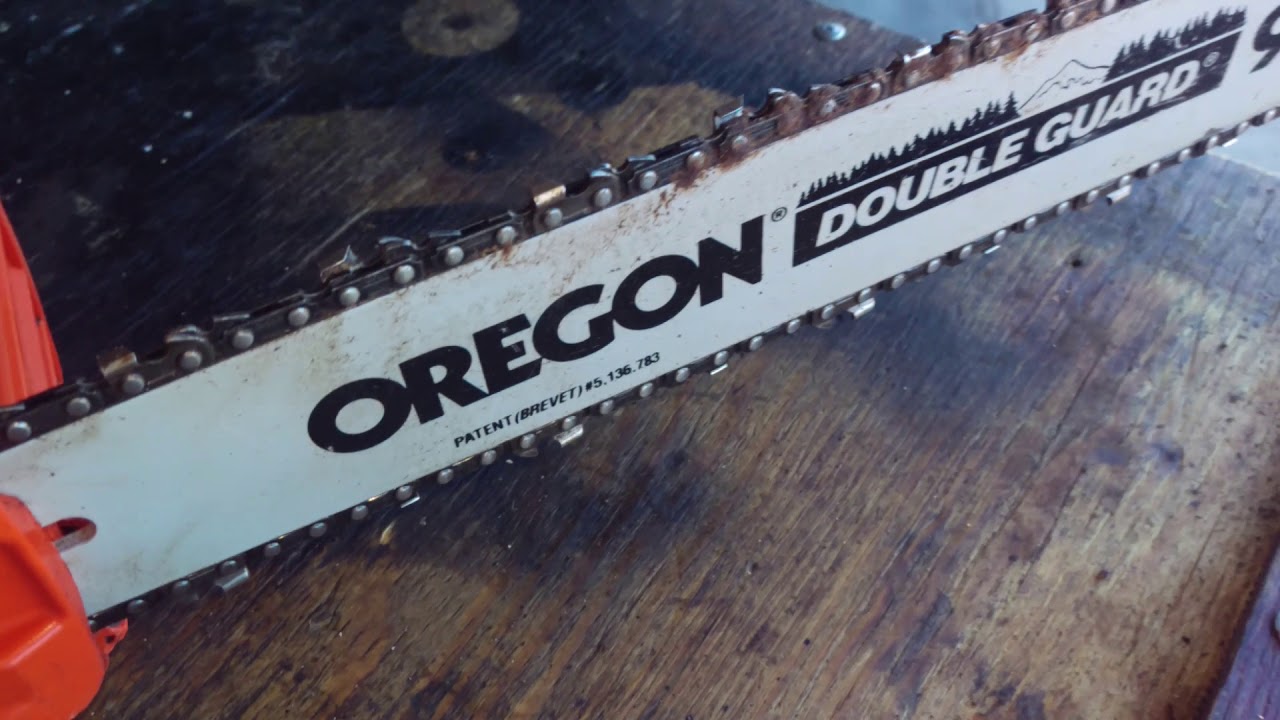 OREGON®
DOUBLE GUARD®
PATENT (BREVET) #5,136,783